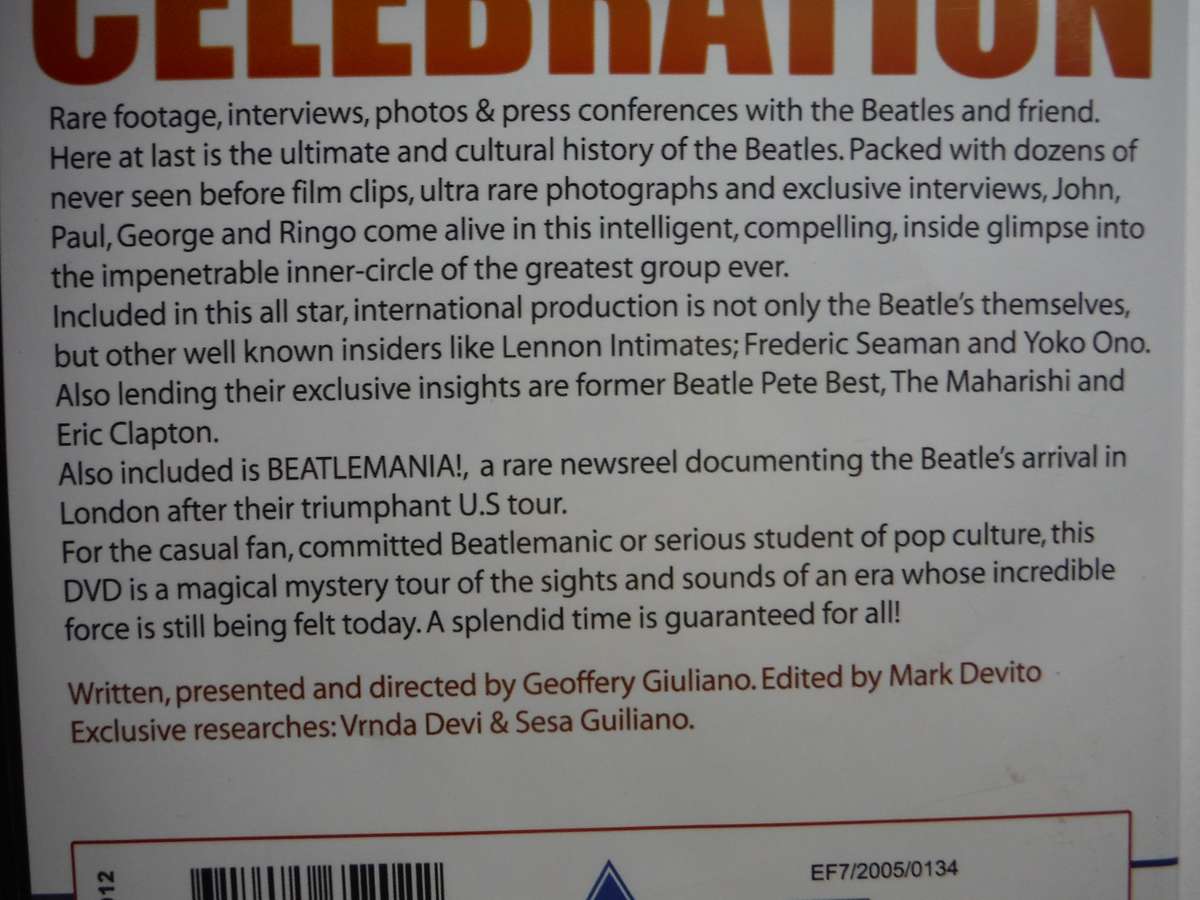 CELEBRATION
Rare footage, interviews, photos & press conferences with the Beatles and friend.
Here at last is the ultimate and cultural history of the Beatles. Packed with dozens of
never seen before film clips, ultra rare photographs and exclusive interviews, John,
Paul, George and Ringo come alive in this intelligent, compelling, inside glimpse into
the impenetrable inner-circle of the greatest group ever.
Included in this all star, international production is not only the Beatle's themselves,
but other well known insiders like Lennon Intimates; Frederic Seaman and Yoko Ono.
Also lending their exclusive insights are former Beatle Pete Best, The Maharishi and
Eric Clapton.
Also included is BEATLEMANIA!, a rare newsreel documenting the Beatle's arrival in
London after their triumphant U.S tour.
For the casual fan, committed Beatlemanic or serious student of pop culture, this
DVD is a magical mystery tour of the sights and sounds of an era whose incredible
force is still being felt today. A splendid time is guaranteed for all!
Written, presented and directed by Geoffery Giuliano. Edited by Mark Devito
Exclusive researches: Vrnda Devi & Sesa Guiliano.
EF7/2005/0134